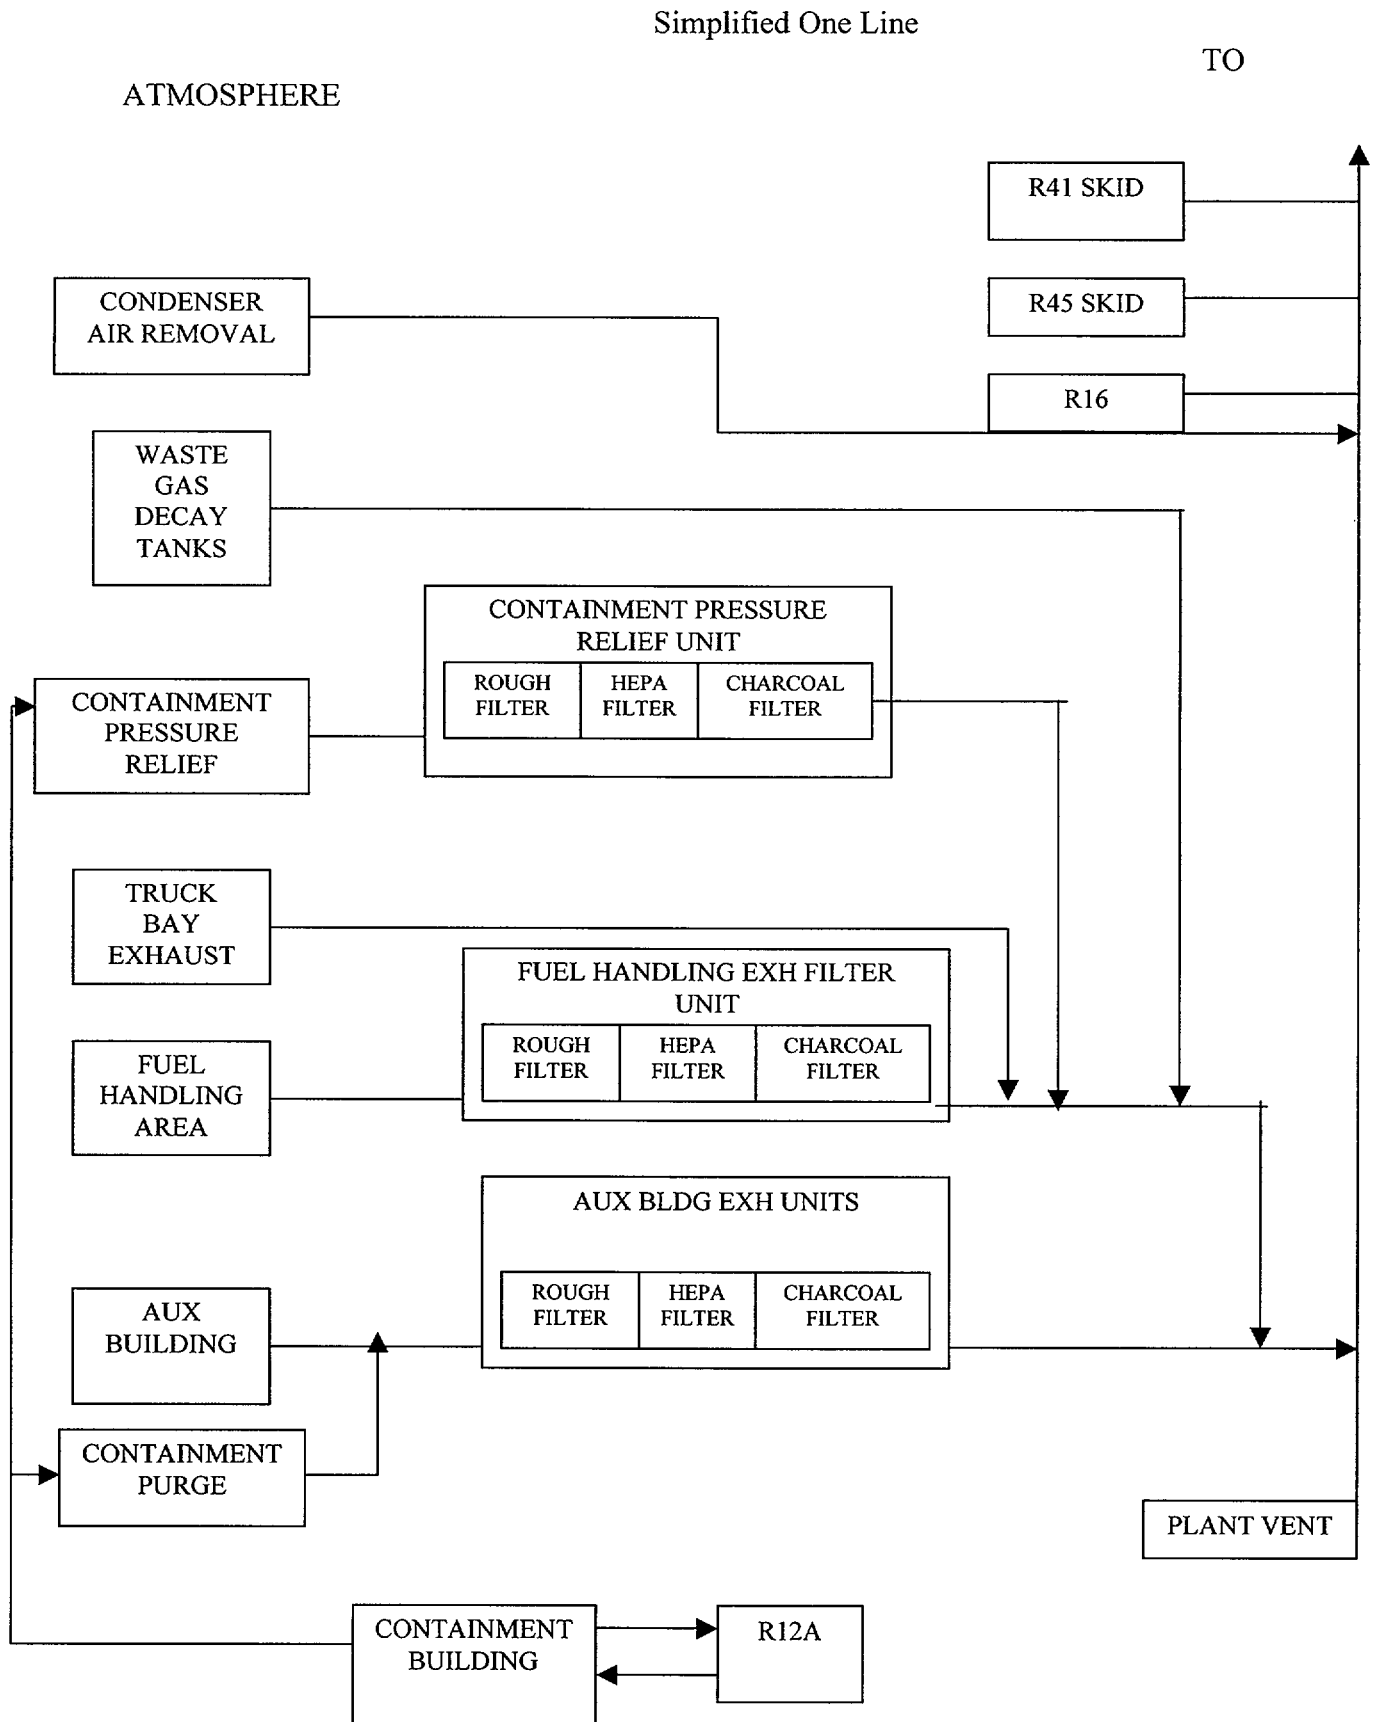 Simplified One Line
TO
ATMOSPHERE
R41 SKID
CONDENSER
AIR REMOVAL
R45 SKID
R16
WASTE
GAS
DECAY
TANKS
CONTAINMENT PRESSURE
RELIEF UNIT
ROUGH
FILTER
HEPA
FILTER
CHARCOAL
FILTER
CONTAINMENT
PRESSURE
RELIEF
TRUCK
BAY
EXHAUST
FUEL HANDLING EXH FILTER
UNIT
ROUGH
FILTER
HEPA
FILTER
CHARCOAL
FILTER
FUEL
HANDLING
AREA
AUX BLDG EXH UNITS
ROUGH
FILTER
HEPA
FILTER
CHARCOAL
FILTER
AUX
BUILDING
CONTAINMENT
PURGE
PLANT VENT
CONTAINMENT
BUILDING
R12A